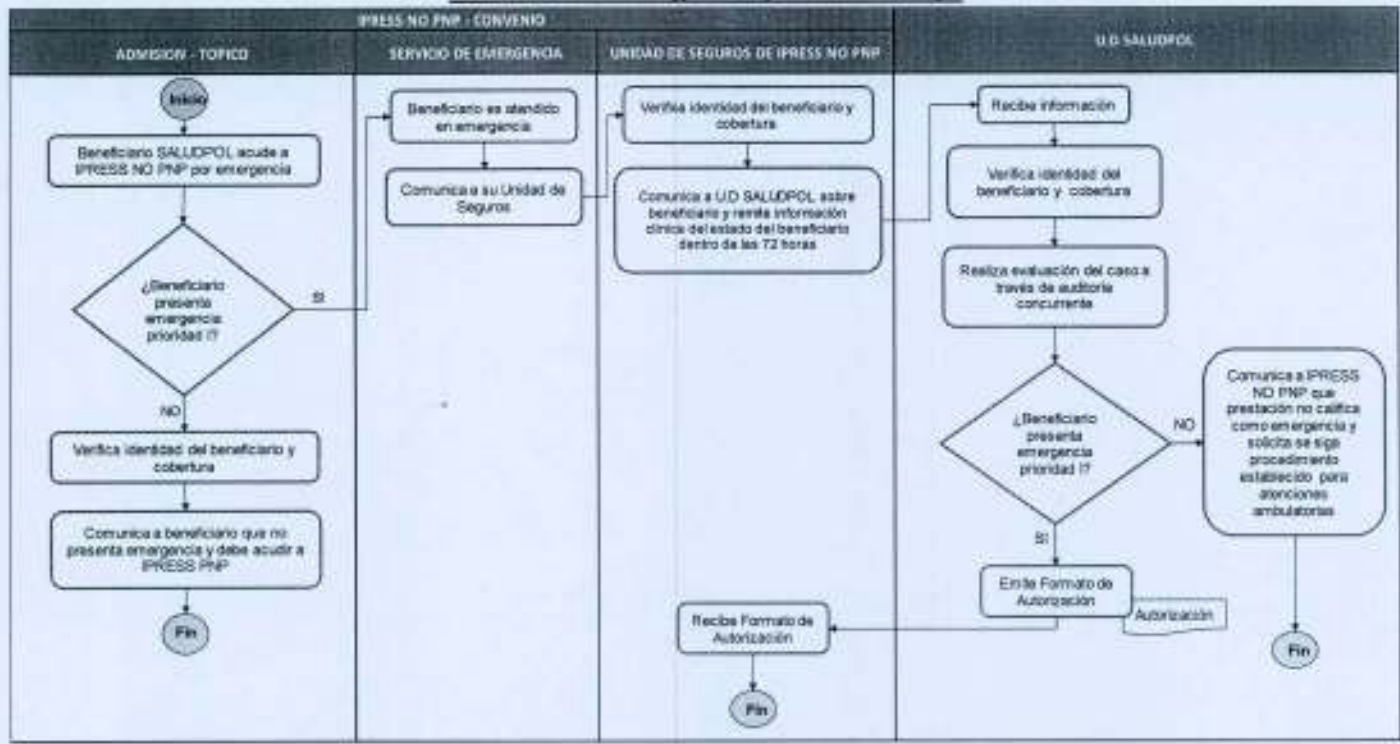 IPRESS NO PNP - CONVENIO
U.D SALUDPOL
ADMISION - TOPICO
SERVICIO DE EMERGENCIA
UNIDAD DE SEGUROS DE IPRESS NO PNP
Inicio
Beneficiario SALUDPOL acude a
IPRESS NO PNP por emergencia
¿Beneficiario
presenta
emergencia
prioridad I?
SI
NO
Verifica identidad del beneficiario y
cobertura
Comunica a beneficiario que no
presenta emergencia y debe acudir a
IPRESS PNP
Fin
Beneficiario es atendido
en emergencia
Comunica a su Unidad de
Seguros
Verifica identidad del beneficiario y
cobertura
Comunica a U.D SALUDPOL sobre
beneficiario y remite información
clínica del estado del beneficiario
dentro de las 72 horas
Recibe Formato de
Autorización
Fin
Recibe información
Verifica identidad del
beneficiario y cobertura
Realiza evaluación del caso a
través de auditoría
concurrente
¿Beneficiario
presenta
emergencia
prioridad I?
NO
SI
Emite Formato de
Autorización
Autorización
Comunica a IPRESS
NO PNP que
prestación no califica
como emergencia y
solicita se siga
procedimiento
establecido para
atenciones
ambulatorias
Fin